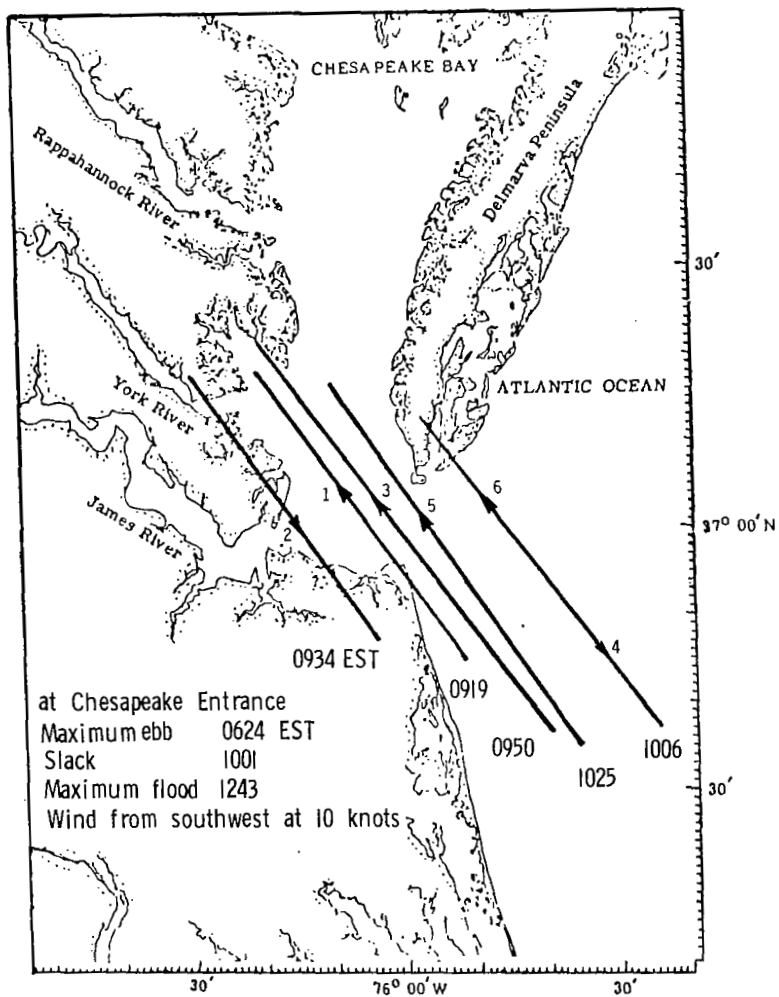 CHESAPEAKE BAY
Delmarva Peninsula
Rappahannock River
30'
ATLANTIC OCEAN
York River
1
3
5
6
James River
2
37° 00' N
?
4
0934 EST
0919
0950
1025
1006
at Chesapeake Entrance
Maximum ebb 0624 EST
Slack 1001
Maximum flood 1243
Wind from southwest at 10 knots
30'
30'
76° 00' W
30'